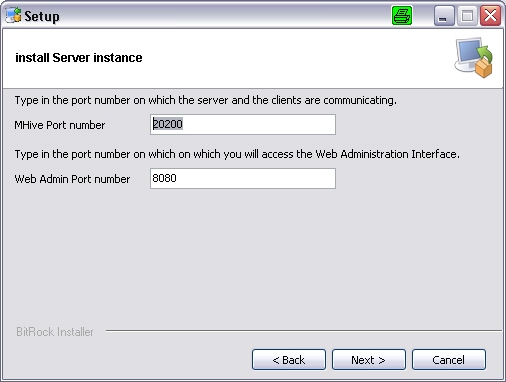 Setup
install Server instance
Type in the port number on which the server and the clients are communicating.
MHive Port number 20200
Type in the port number on which on which you will access the Web Administration Interface.
Web Admin Port number 8080
BitRock Installer
< Back Next > Cancel